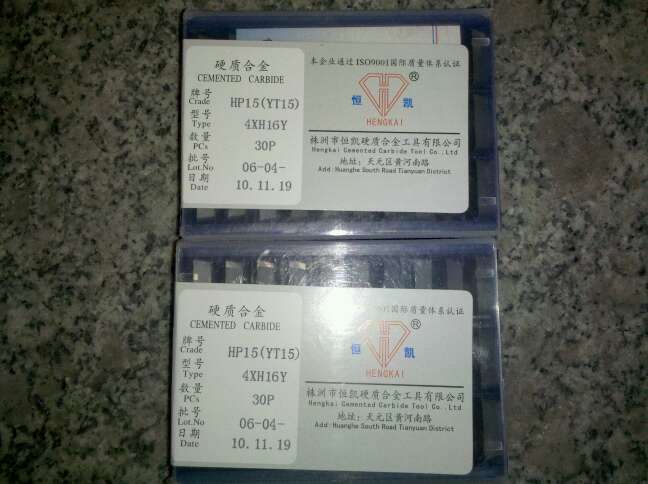 硬质合金
CEMENTED CARBIDE
牌号
Crade HP15(YT15)
型号
Type 4XH16Y
数量
PCs 30P
批号
Lot.No 06-04-
日期
Date 10.11.19
本企业通过ISO9001国际质量体系认证
恒 凯 ®
HENGKAI
株洲市恒凯硬质合金工具有限公司
Hengkai Cemented Carbide Tool Co.,Ltd
地址:天元区黄河南路
Add:Huanghe South Road Tianyuan District
硬质合金
CEMENTED CARBIDE
牌号
Crade HP15(YT15)
型号
Type 4XH16Y
数量
PCs 30P
批号
Lot.No 06-04-
日期
Date 10.11.19
国际质量体系认证
恒 凯 ®
HENGKAI
株洲市恒凯硬质合金工具有限公司
Hengkai Cemented Carbide Tool Co.,Ltd
地址:天元区黄河南路
Add:Huanghe South Road Tianyuan District